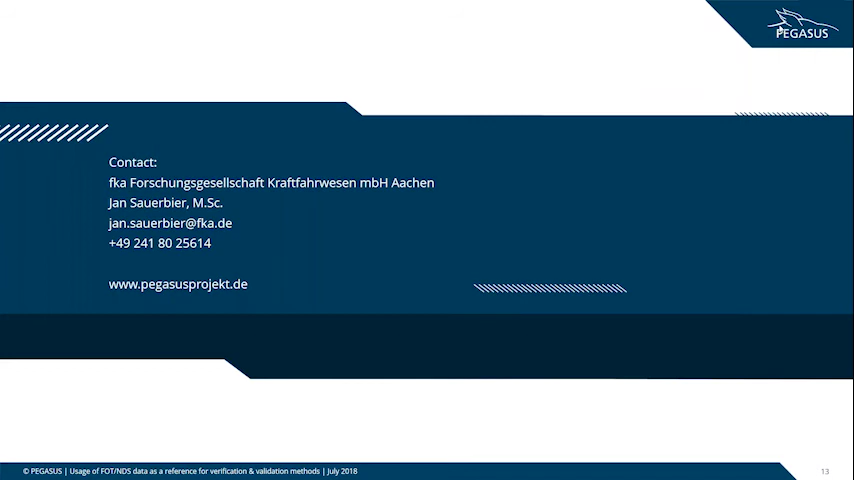 PEGASUS
Contact:
fka Forschungsgesellschaft Kraftfahrwesen mbH Aachen
Jan Sauerbier, M.Sc.
jan.sauerbier@fka.de
+49 241 80 25614
www.pegasusprojekt.de
© PEGASUS | Usage of FOT/NDS data as a reference for verification & validation methods | July 2018
13